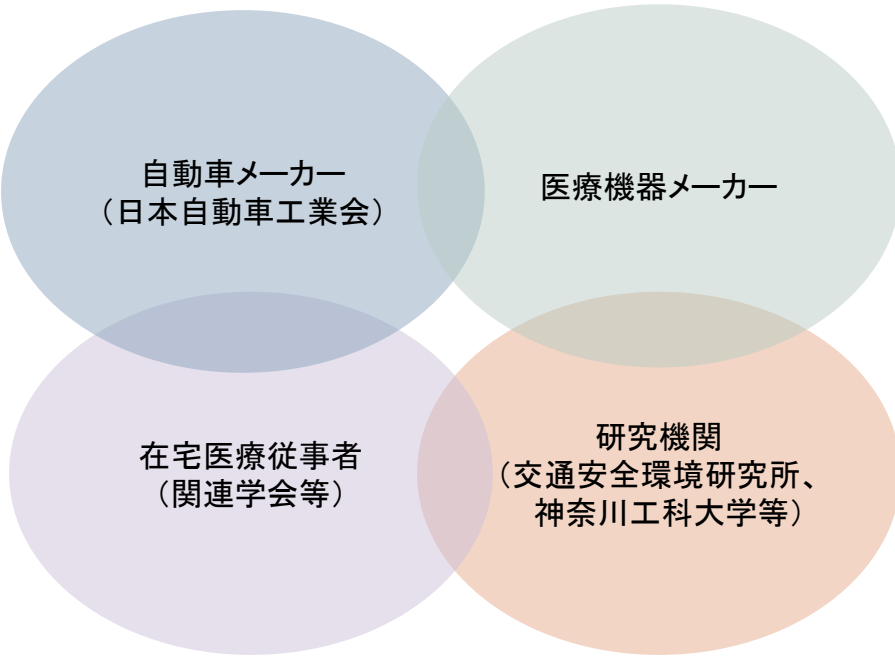 自動車メーカー
（日本自動車工業会）
医療機器メーカー
在宅医療従事者
（関連学会等）
研究機関
（交通安全環境研究所、
神奈川工科大学等）